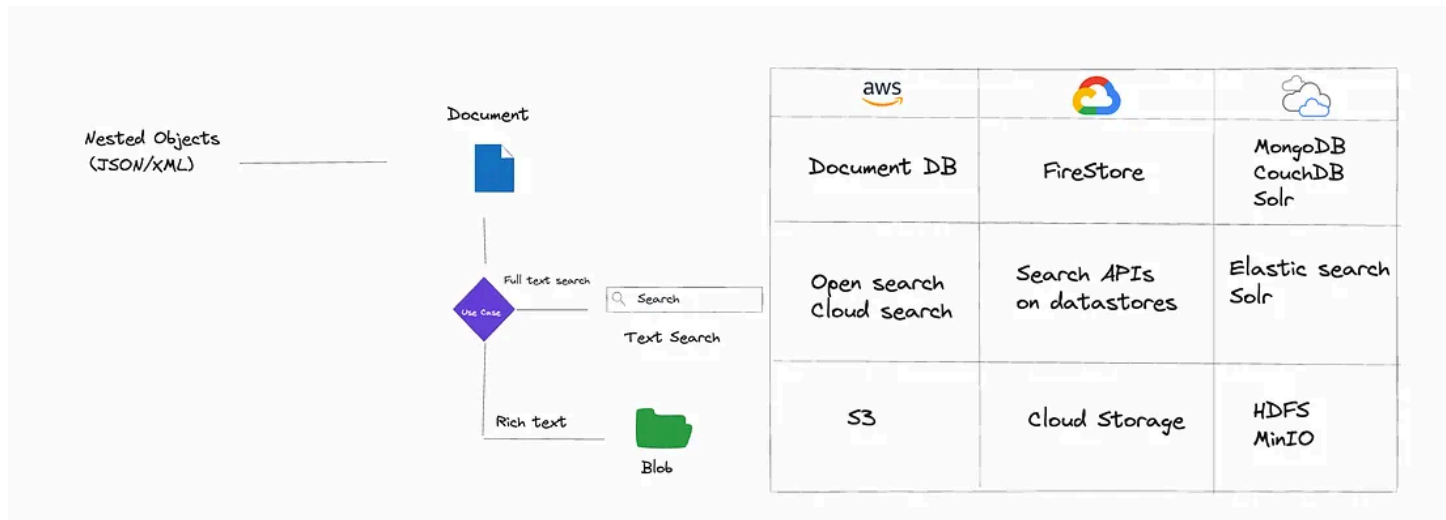 Nested Objects
(JSON/XML)
Document
Use Case
Full text search
Search
Text Search
Rich text
Blob
aws
Document DB
FireStore
MongoDB
CouchDB
Solr
Open search
Cloud search
Search APIs
on datastores
Elastic search
Solr
S3
Cloud Storage
HDFS
MinIO